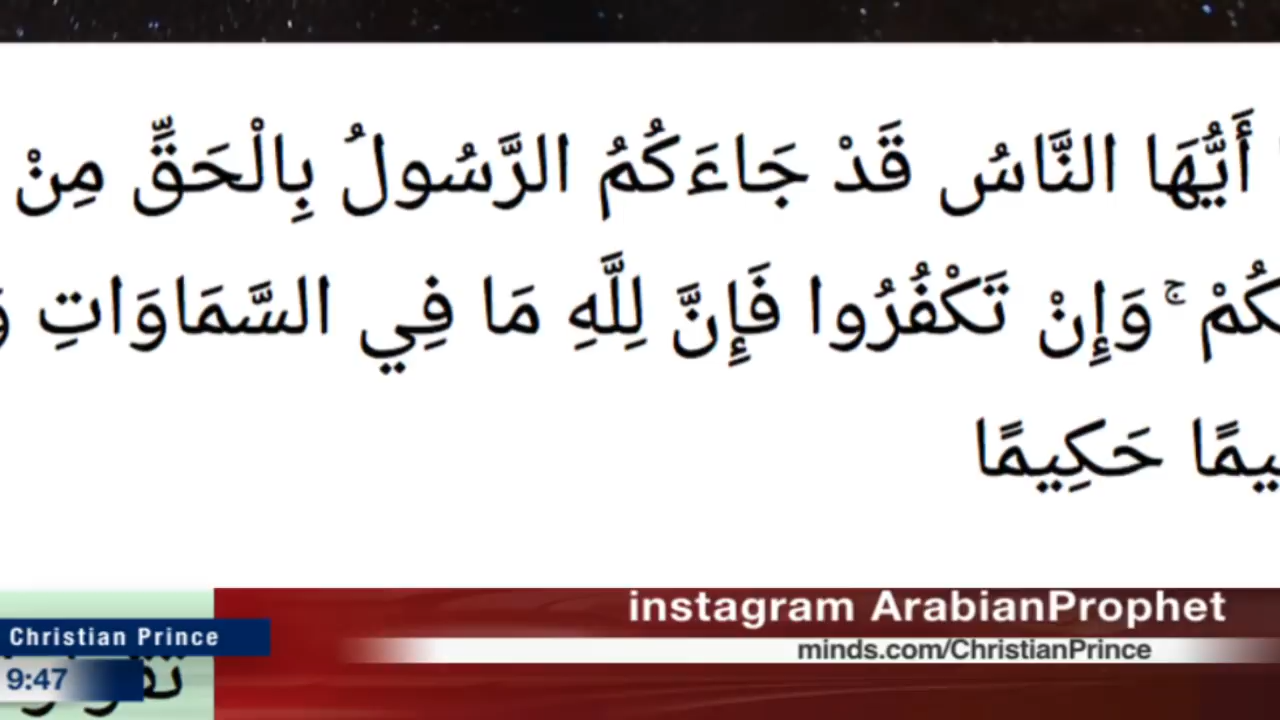 أَيُّهَا النَّاسُ قَدْ جَاءَكُمُ الرَّسُولُ بِالْحَقِّ مِنْ
كُمْ ۚ وَإِنْ تَكْفُرُوا فَإِنَّ لِلَّهِ مَا فِي السَّمَاوَاتِ وَ
يمًا حَكِيمًا
instagram ArabianProphet
Christian Prince
minds.com/ChristianPrince
9:47